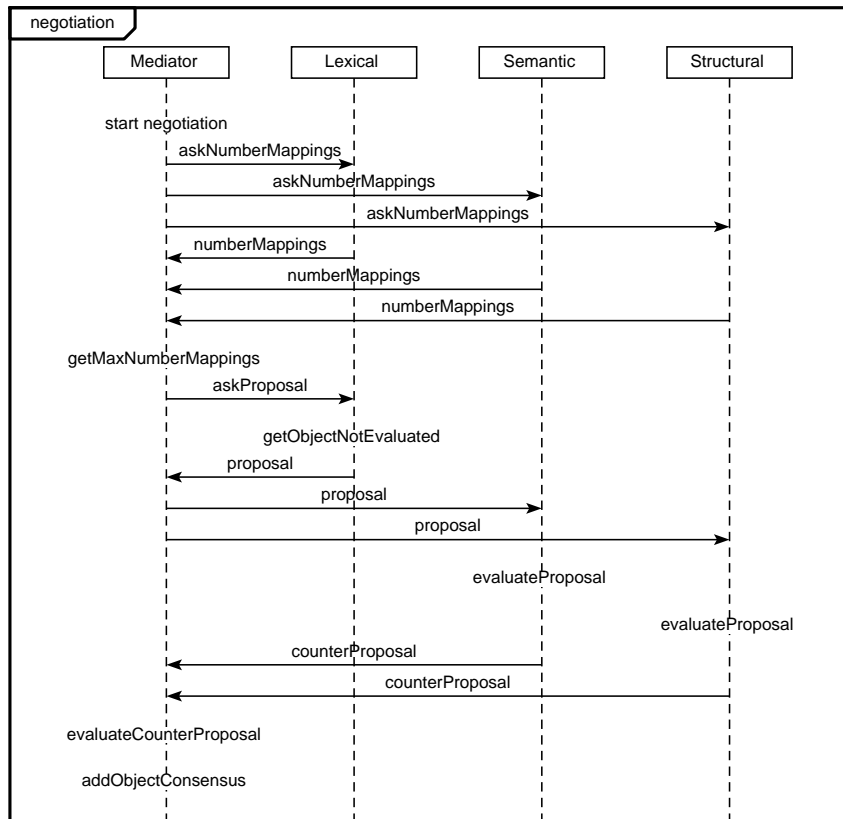 negotiation
Mediator
Lexical
Semantic
Structural
start negotiation
askNumberMappings
askNumberMappings
askNumberMappings
numberMappings
numberMappings
numberMappings
getMaxNumberMappings
askProposal
getObjectNotEvaluated
proposal
proposal
proposal
evaluateProposal
evaluateProposal
counterProposal
counterProposal
evaluateCounterProposal
addObjectConsensus